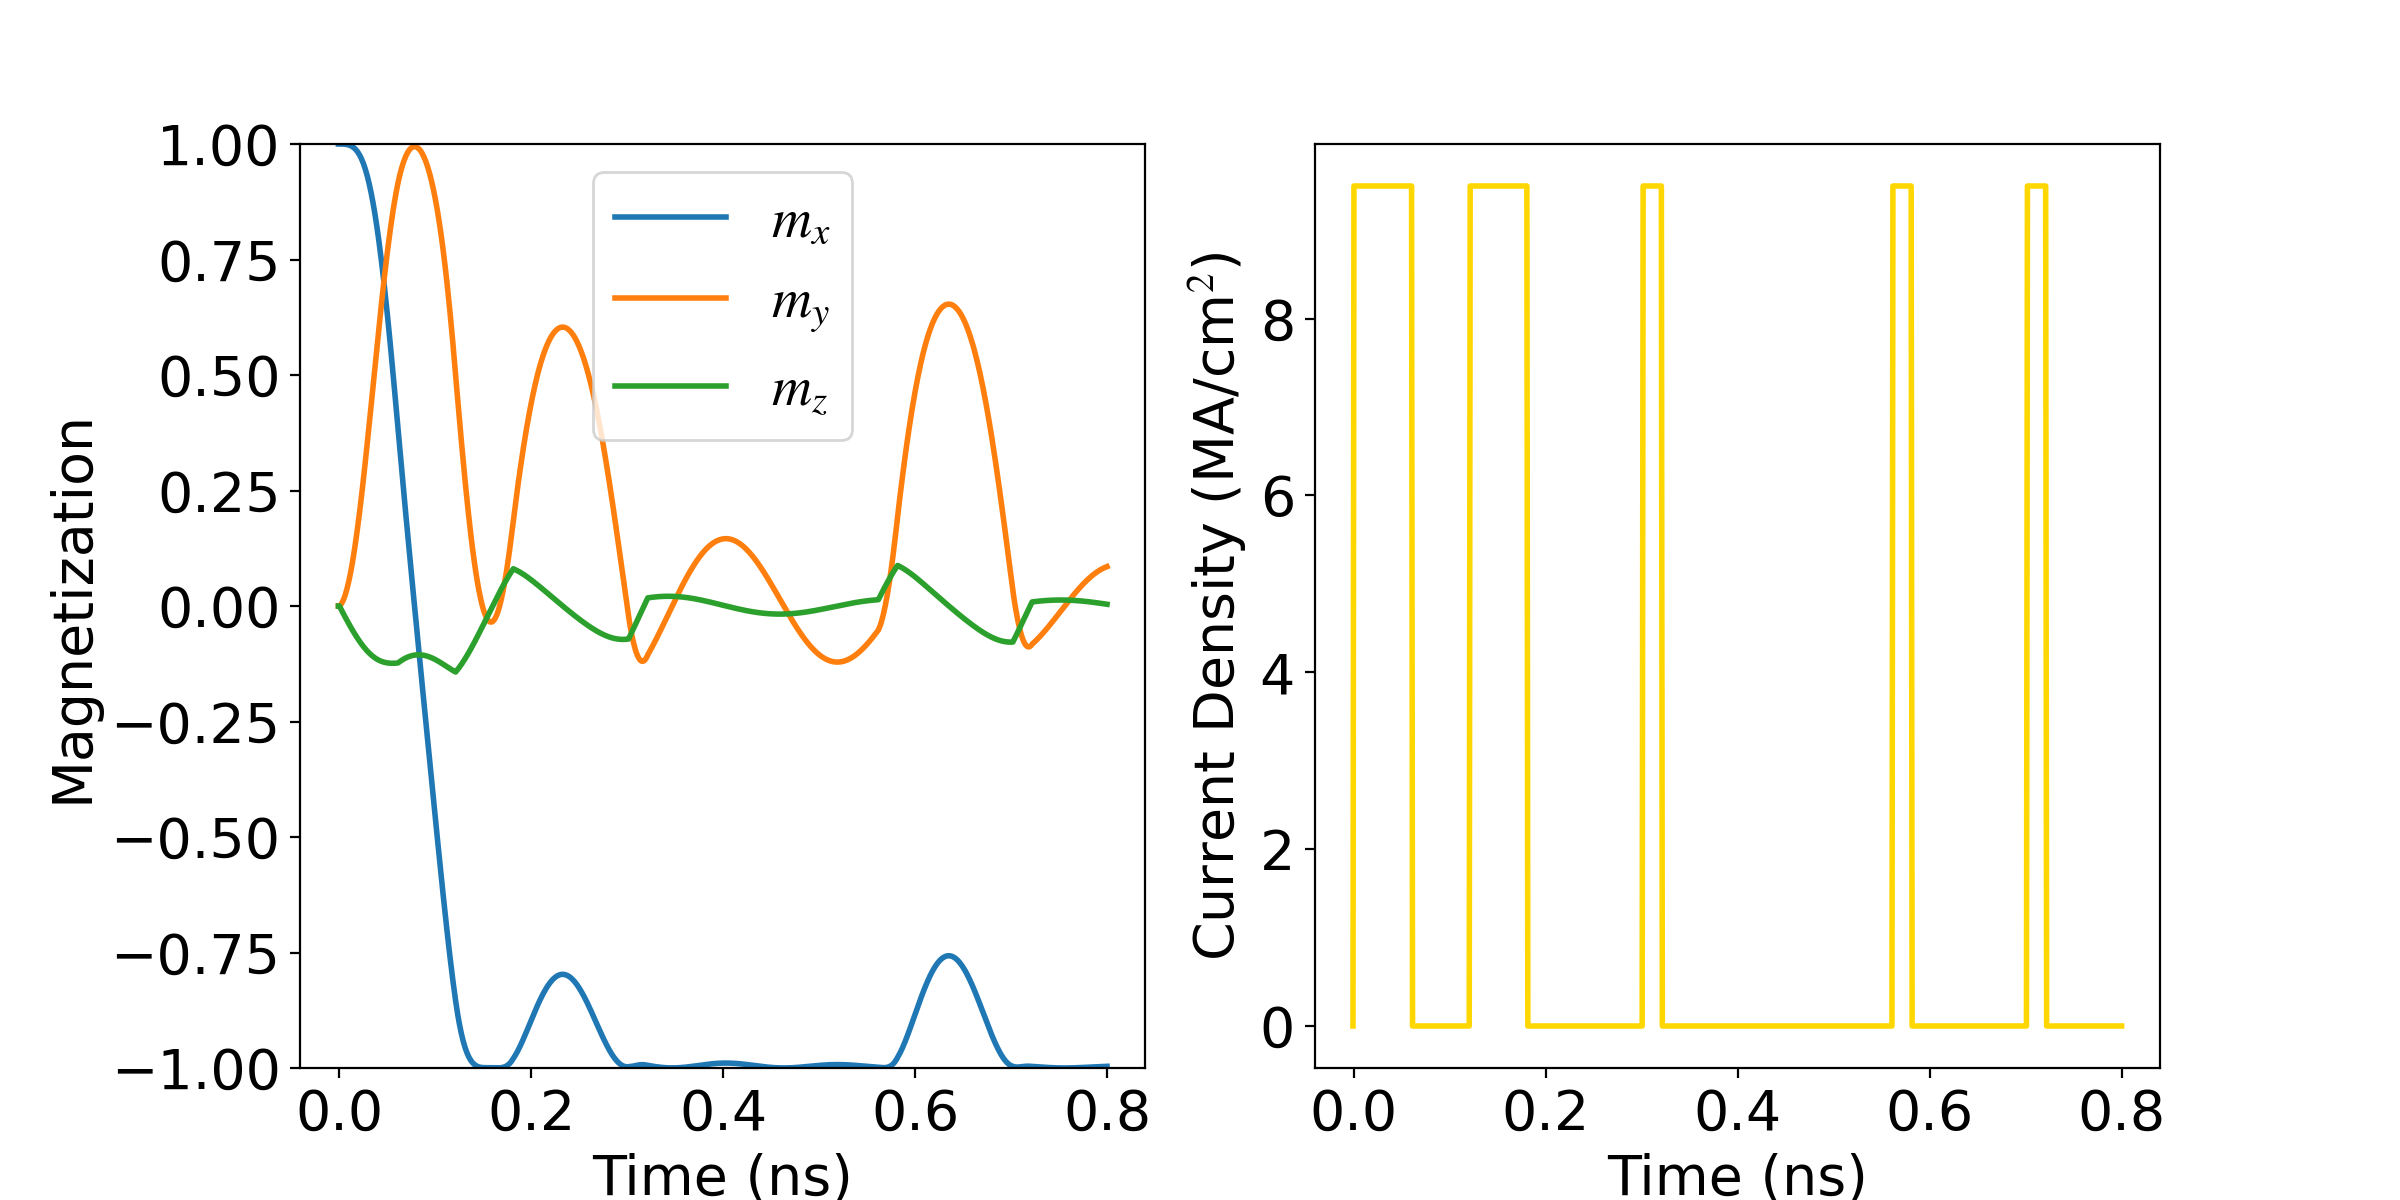 1.00
0.75
0.50
0.25
0.00
−0.25
−0.50
−0.75
−1.00
Magnetization
0.0 0.2 0.4 0.6 0.8
Time (ns)
m_x
m_y
m_z
8
6
4
2
0
Current Density (MA/cm²)
0.0 0.2 0.4 0.6 0.8
Time (ns)